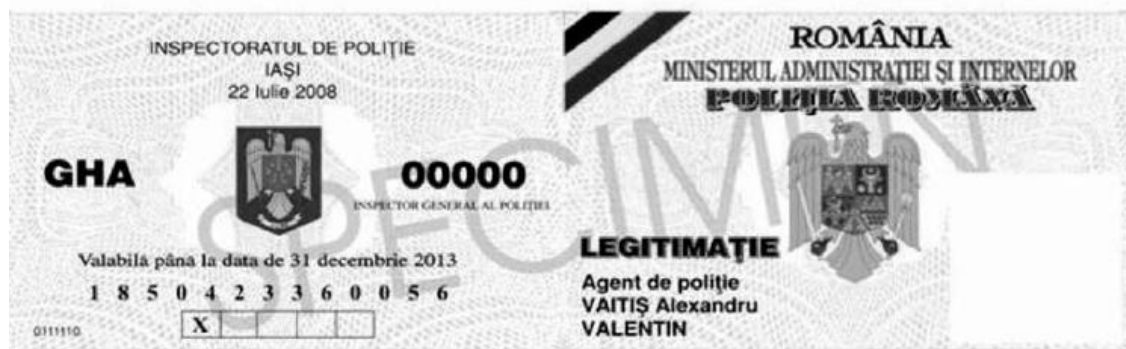 INSPECTORATUL DE POLIȚIE
IAȘI
22 Iulie 2008
GHA
00000
INSPECTOR GENERAL AL POLIȚIEI
Valabilă până la data de 31 decembrie 2013
1 8 5 0 4 2 3 3 6 0 0 5 6
X
0111110
ROMÂNIA
MINISTERUL ADMINISTRAȚIEI ȘI INTERNELOR
POLIȚIA ROMÂNĂ
SPECIMEN
LEGITIMAȚIE
Agent de poliție
VAITIȘ Alexandru
VALENTIN